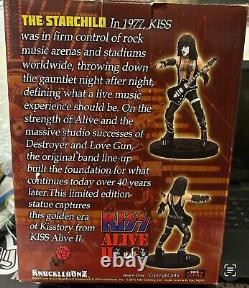 THE STARCHILD In 1977, KISS
was in firm control of rock
music arenas and stadiums
worldwide, throwing down
the gauntlet night after night,
defining what a live music
experience should be. On the
strength of Alive and the
massive studio successes of
Destroyer and Love Gun,
the original band line-up
built the foundation for what
continues today over 40 years
later. This limited edition
statue captures
this golden era
of Kisstory from
KISS Alive II.
KISS
ALIVE
KNUCKLEBONZ
Made in China